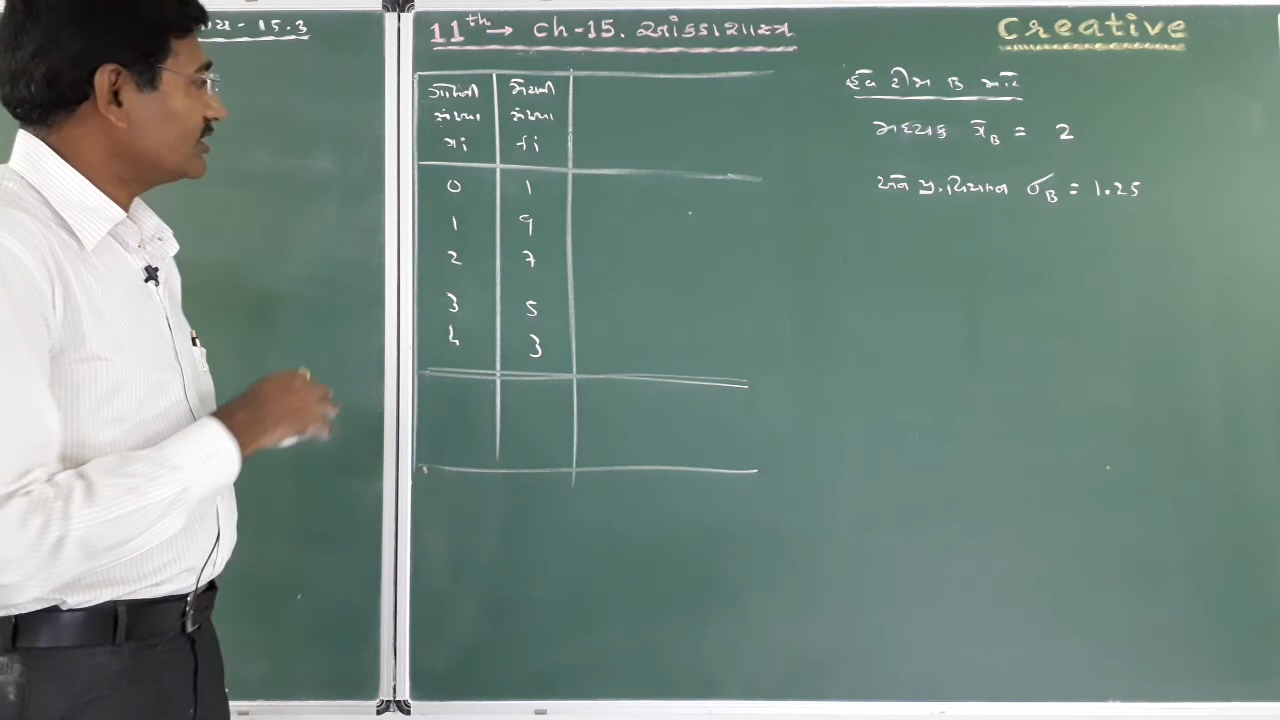 - 15.3
11th → Ch-15. આંકડાશાસ્ત્ર
Creative
ગોલની મેચની
સંખ્યા સંખ્યા
xi fi
0 1
1 9
2 7
3 5
4 3
હવે ટીમ B માટે
મધ્યક x̄B = 2
અને પ્ર.વિચલન σB = 1.25